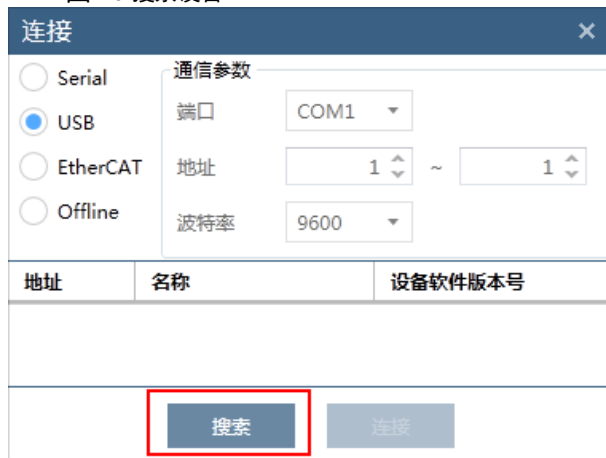 连接
Serial
通信参数
USB
端口 COM1
EtherCAT
地址 1 ~ 1
Offline
波特率 9600
地址 名称 设备软件版本号
搜索 连接